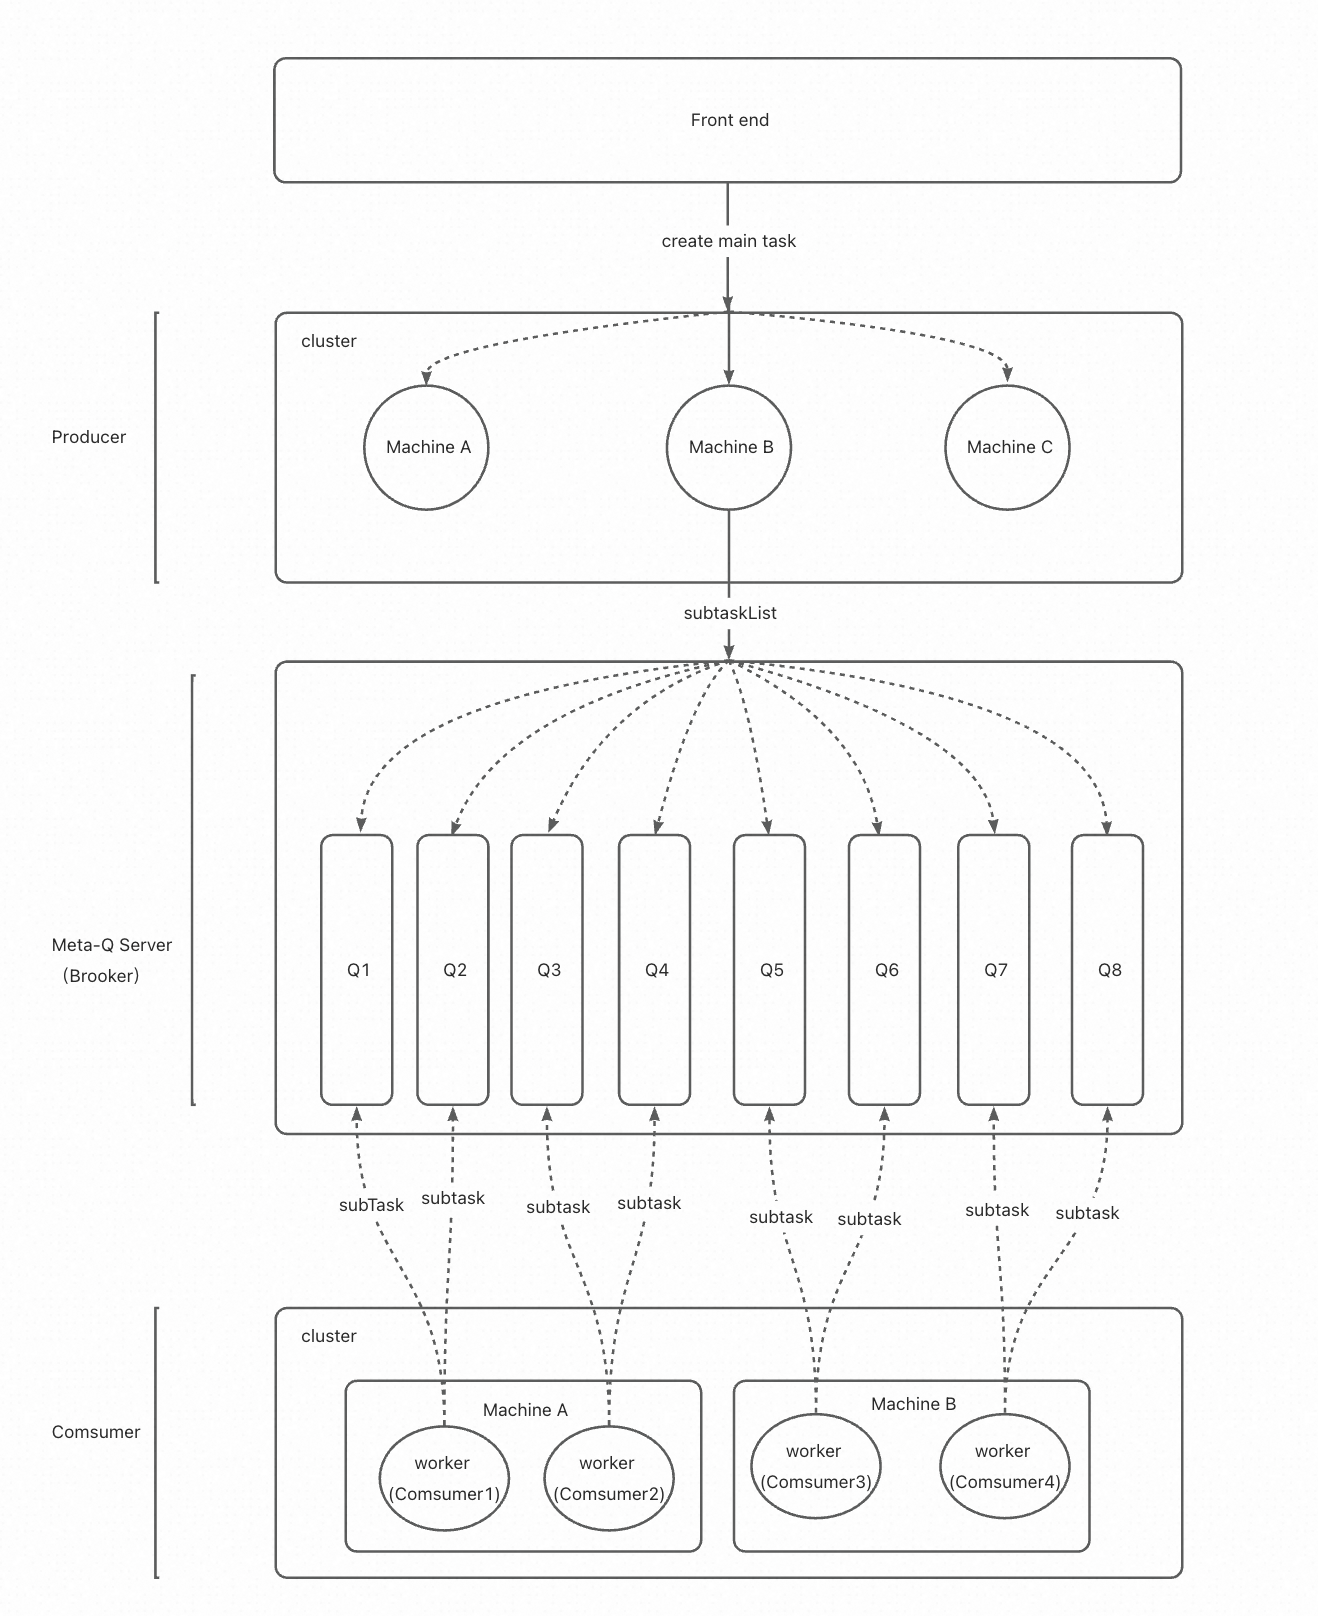 Front end
create main task
cluster
Machine A
Machine B
Machine C
Producer
subtaskList
Meta-Q Server
(Brooker)
Q1
Q2
Q3
Q4
Q5
Q6
Q7
Q8
subTask
subtask
subtask
subtask
subtask
subtask
subtask
subtask
cluster
Comsumer
Machine A
Machine B
worker
(Comsumer1)
worker
(Comsumer2)
worker
(Comsumer3)
worker
(Comsumer4)